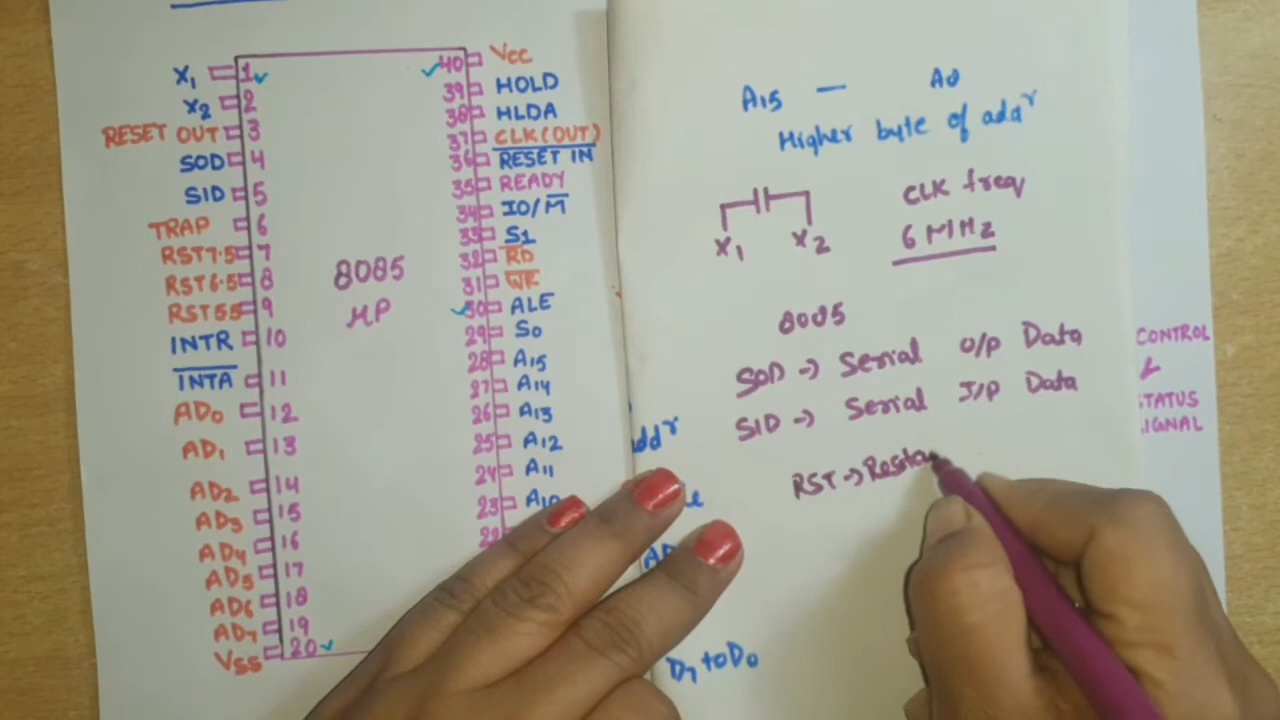 X1 1 40 Vcc
X2 2 39 HOLD
RESET OUT 3 38 HLDA
SOD 4 37 CLK(OUT)
SID 5 36 RESET IN
TRAP 6 35 READY
RST7.5 7 34 IO/M
RST6.5 8 33 S1
RST55 9 32 RD
INTR 10 31 WR
INTA 11 30 ALE
AD0 12 29 S0
AD1 13 28 A15
AD2 14 27 A14
AD3 15 26 A13
AD4 16 25 A12
AD5 17 24 A11
AD6 18 23 A10
AD7 19 22
Vss 20
8085
μP
A15 — A8
Higher byte of addr
X1 X2
CLK freq
6 MHz
8085
SOD → Serial O/P Data
SID → Serial I/P Data
RST → Resta
addr
D7 to D0
CONTROL
&
STATUS
SIGNAL